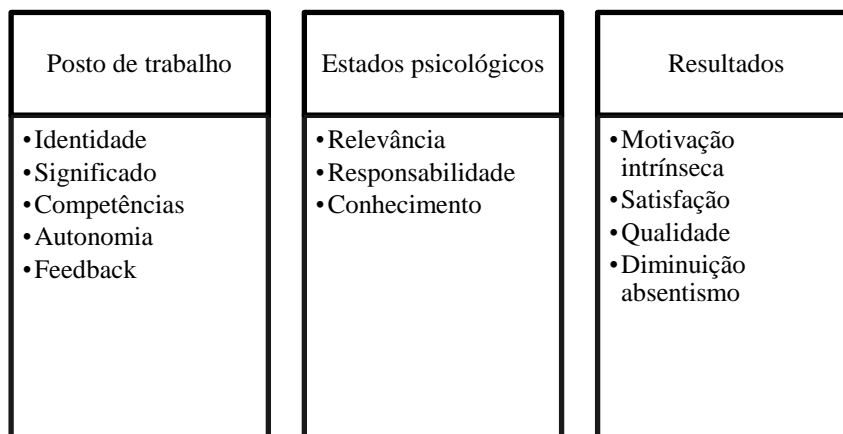 Posto de trabalho
•Identidade
•Significado
•Competências
•Autonomia
•Feedback
Estados psicológicos
•Relevância
•Responsabilidade
•Conhecimento
Resultados
•Motivação
intrínseca
•Satisfação
•Qualidade
•Diminuição
absentismo